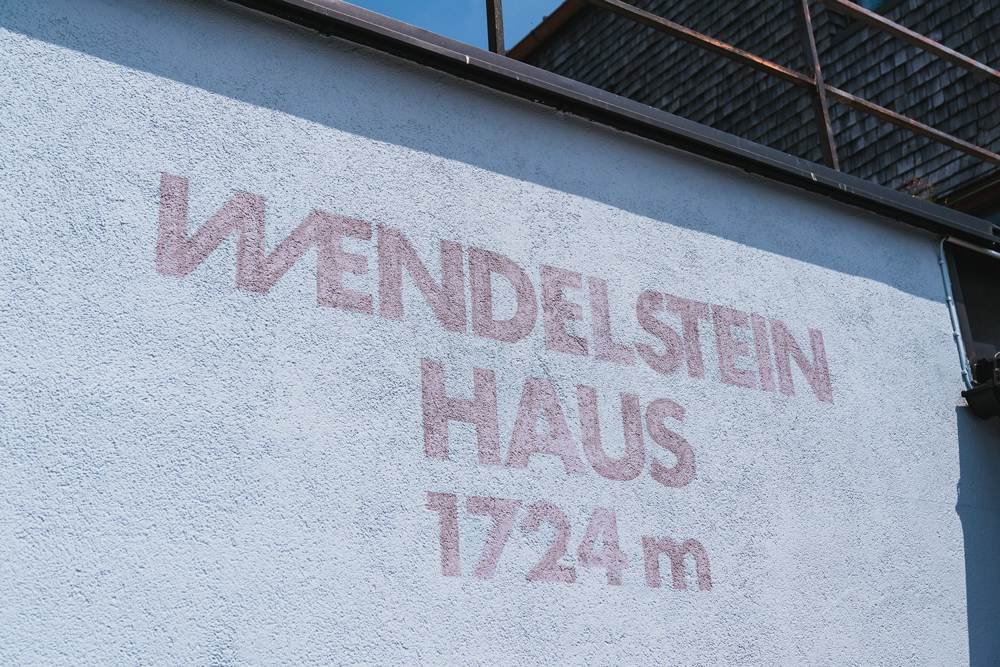 WENDELSTEIN
HAUS
1724 m